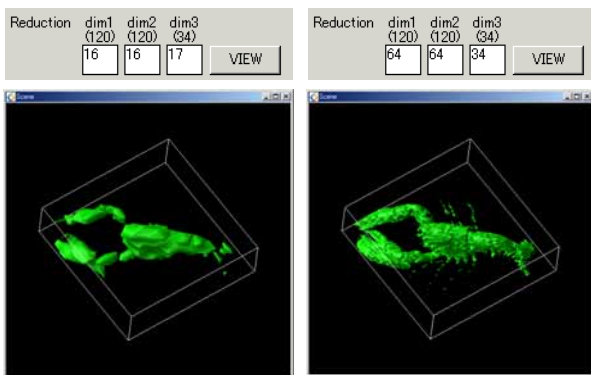 Reduction dim1 dim2 dim3
(120) (120) (34)
16 16 17 VIEW
Scene
Reduction dim1 dim2 dim3
(120) (120) (34)
64 64 34 VIEW
Scene